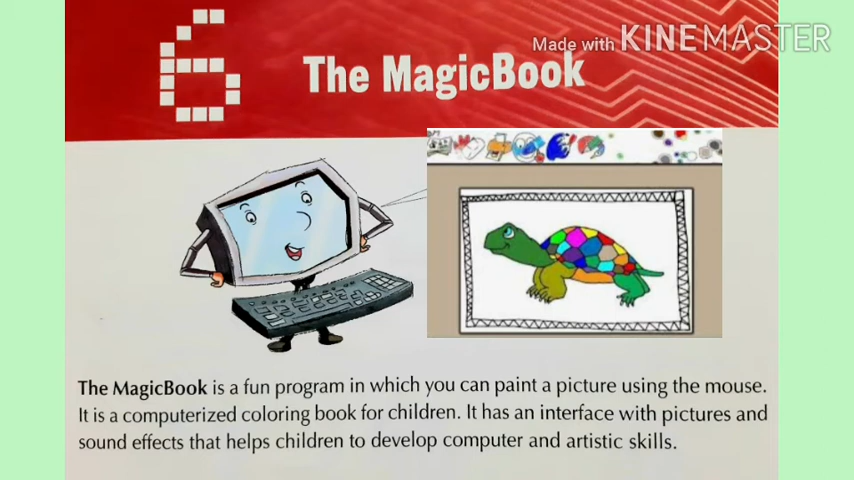 Made with KINEMASTER
6
The MagicBook
The MagicBook is a fun program in which you can paint a picture using the mouse.
It is a computerized coloring book for children. It has an interface with pictures and
sound effects that helps children to develop computer and artistic skills.